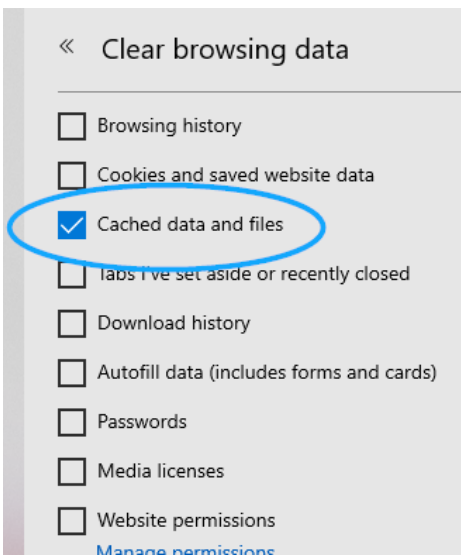 « Clear browsing data
Browsing history
Cookies and saved website data
Cached data and files
Tabs I've set aside or recently closed
Download history
Autofill data (includes forms and cards)
Passwords
Media licenses
Website permissions
Manage permissions